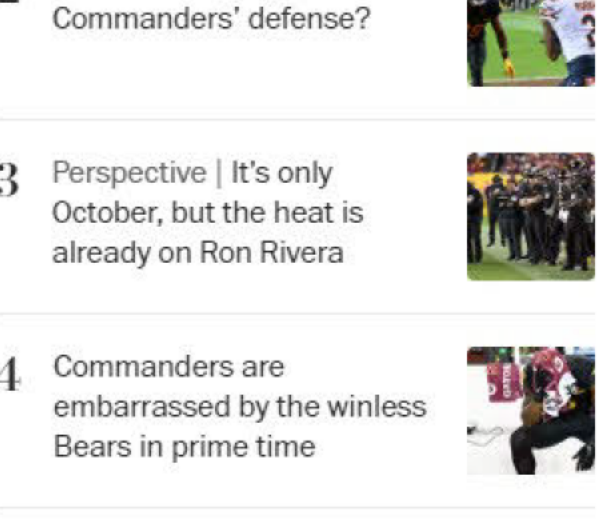 Commanders' defense?
3
Perspective | It's only
October, but the heat is
already on Ron Rivera
4
Commanders are
embarrassed by the winless
Bears in prime time